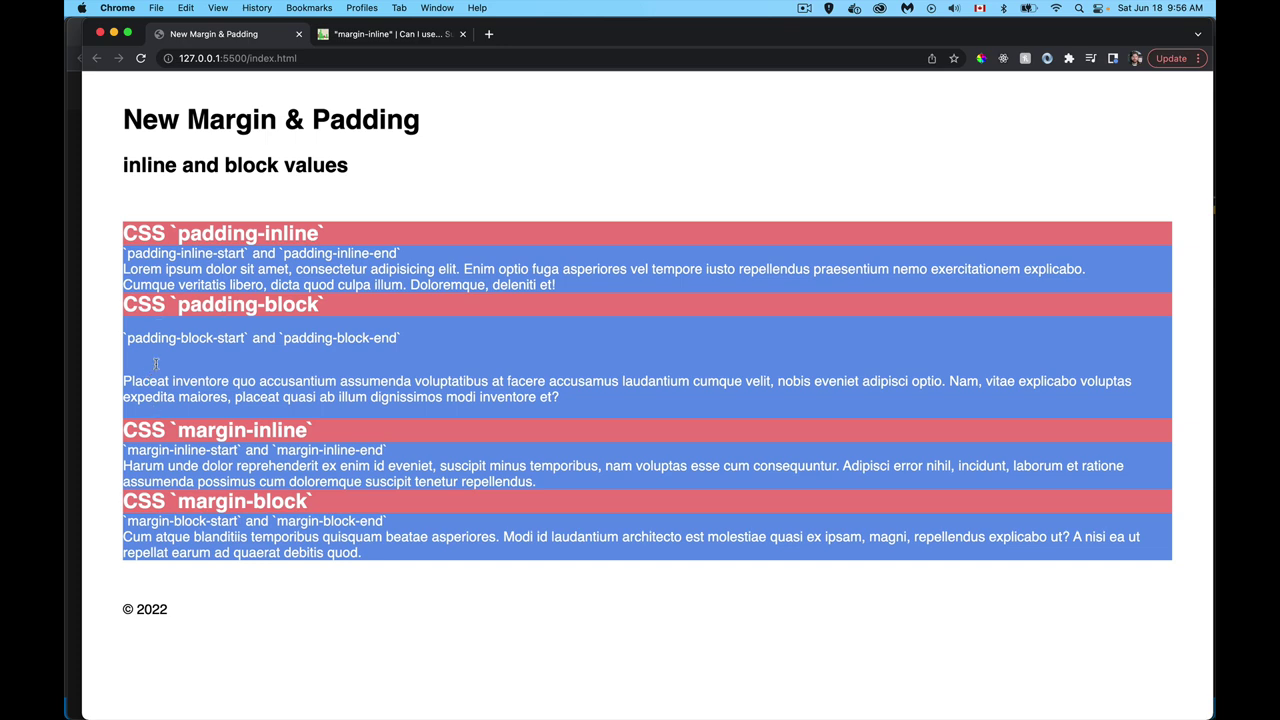 Chrome File Edit View History Bookmarks Profiles Tab Window Help Sat Jun 18 9:56 AM
New Margin & Padding "margin-inline" | Can I use...
127.0.0.1:5500/index.html Update
New Margin & Padding
inline and block values
CSS `padding-inline`
`padding-inline-start` and `padding-inline-end`
Lorem ipsum dolor sit amet, consectetur adipisicing elit. Enim optio fuga asperiores vel tempore iusto repellendus praesentium nemo exercitationem explicabo.
Cumque veritatis libero, dicta quod culpa illum. Doloremque, deleniti et!
CSS `padding-block`
`padding-block-start` and `padding-block-end`
Placeat inventore quo accusantium assumenda voluptatibus at facere accusamus laudantium cumque velit, nobis eveniet adipisci optio. Nam, vitae explicabo voluptas
expedita maiores, placeat quasi ab illum dignissimos modi inventore et?
CSS `margin-inline`
`margin-inline-start` and `margin-inline-end`
Harum unde dolor reprehenderit ex enim id eveniet, suscipit minus temporibus, nam voluptas esse cum consequuntur. Adipisci error nihil, incidunt, laborum et ratione
assumenda possimus cum doloremque suscipit tenetur repellendus.
CSS `margin-block`
`margin-block-start` and `margin-block-end`
Cum atque blanditiis temporibus quisquam beatae asperiores. Modi id laudantium architecto est molestiae quasi ex ipsam, magni, repellendus explicabo ut? A nisi ea ut
repellat earum ad quaerat debitis quod.
© 2022